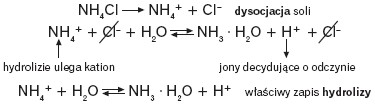 NH₄Cl ⟶ NH₄⁺ + Cl⁻ dysocjacja soli
NH₄⁺ + Cl⁻ + H₂O ⇄ NH₃ · H₂O + H⁺ + Cl⁻
hydrolizie ulega kation jony decydujące o odczynie
NH₄⁺ + H₂O ⇄ NH₃ · H₂O + H⁺ właściwy zapis hydrolizy